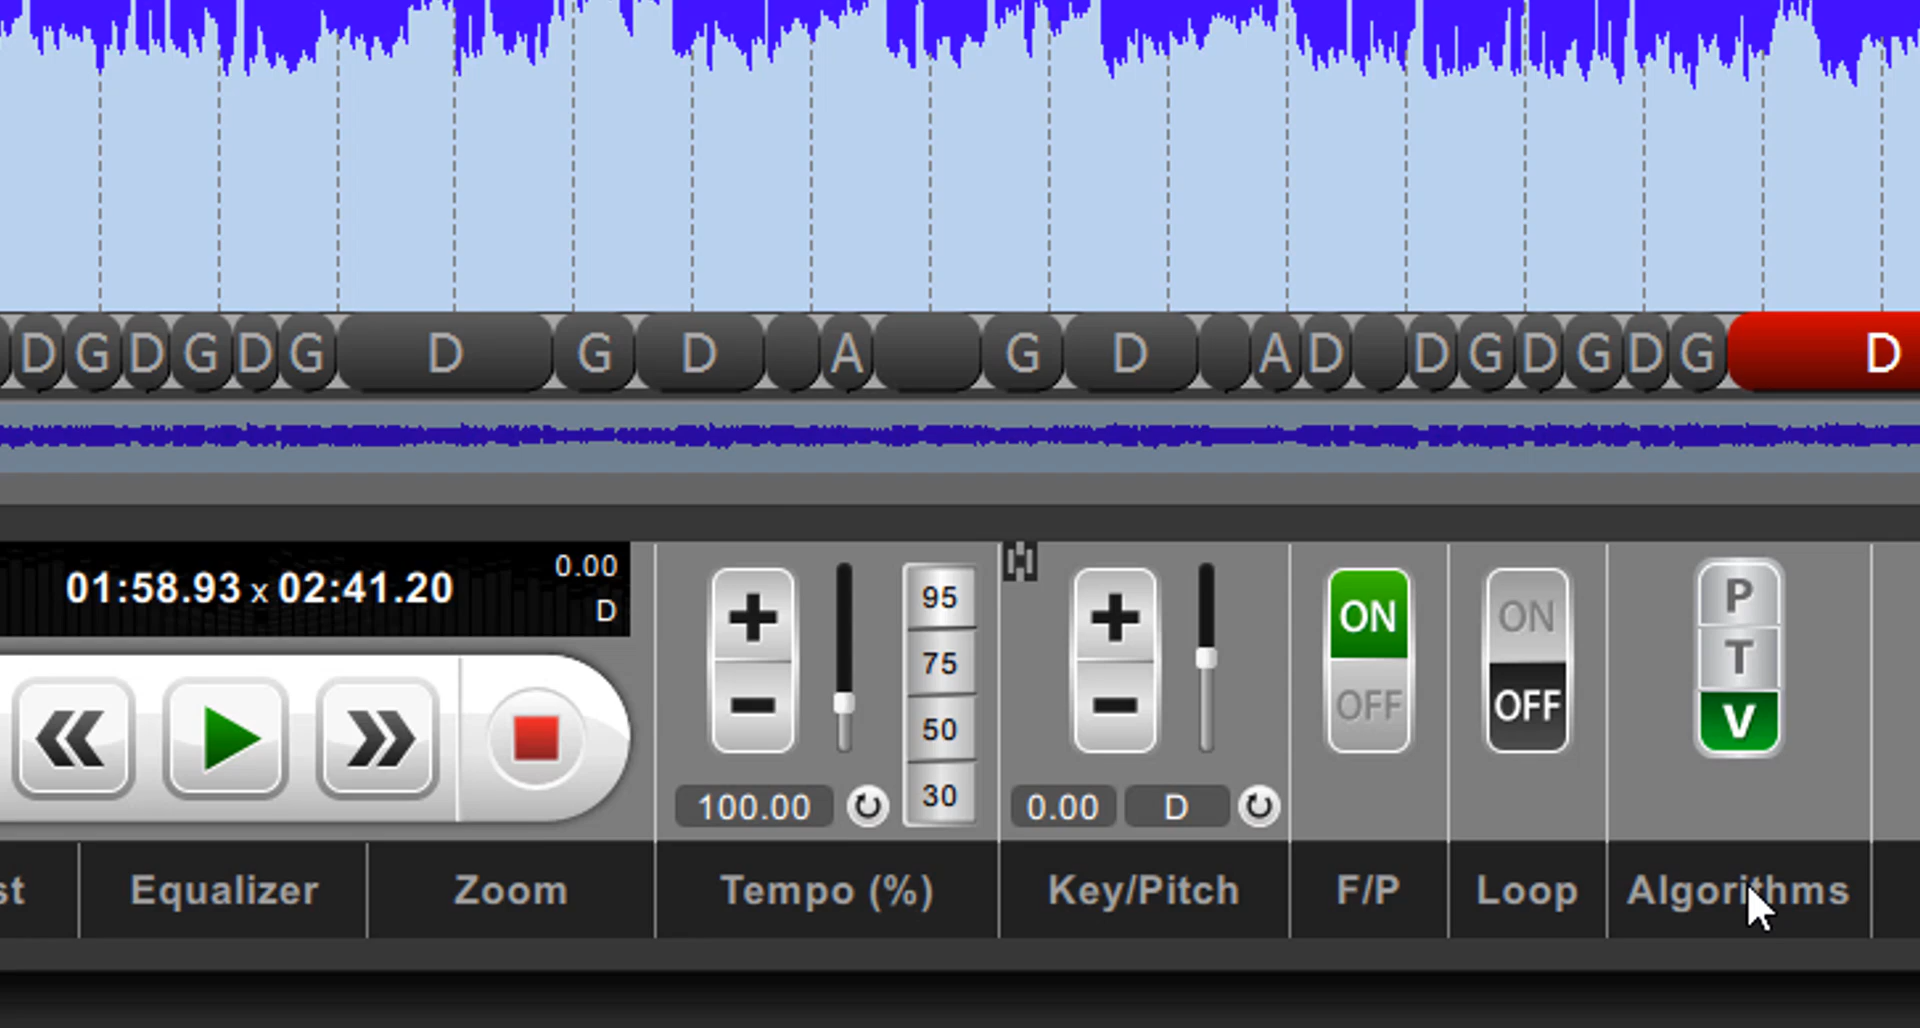 D G D G D G D G D A G D A D D G D G D G D
01:58.93 x 02:41.20 0.00
D
+ 95 + ON ON P
75 T
- 50 - OFF OFF V
30
100.00 0.00 D
st Equalizer Zoom Tempo (%) Key/Pitch F/P Loop Algorithms